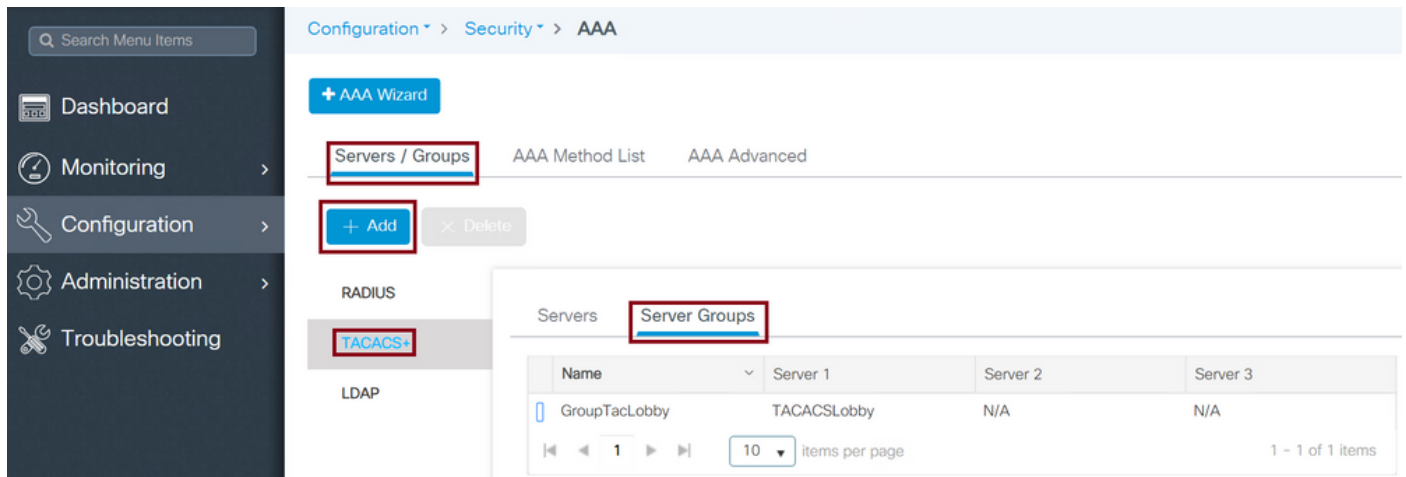 Search Menu Items
Dashboard
Monitoring
Configuration
Administration
Troubleshooting
Configuration > Security > AAA
+ AAA Wizard
Servers / Groups AAA Method List AAA Advanced
+ Add × Delete
RADIUS
TACACS+
LDAP
Servers Server Groups
Name Server 1 Server 2 Server 3
GroupTacLobby TACACSLobby N/A N/A
1 10 items per page 1 - 1 of 1 items